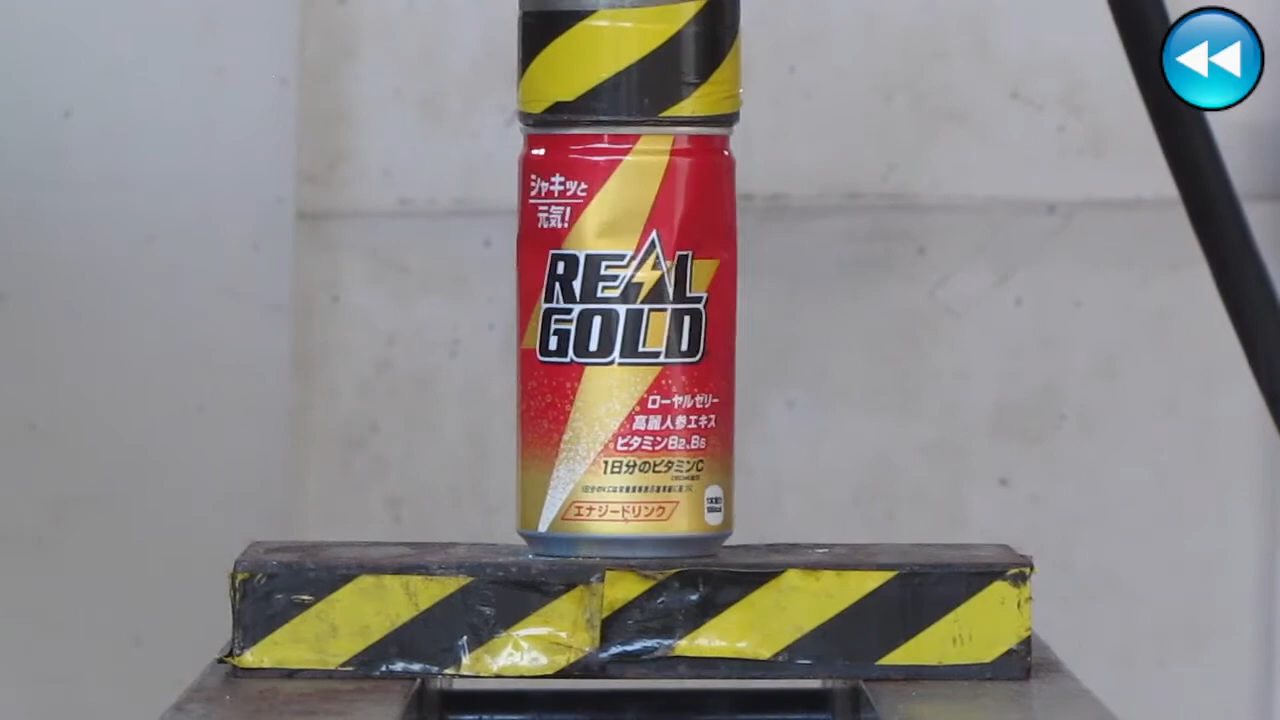 シャキッと
元気!
REAL
GOLD
ローヤルゼリー
高麗人参エキス
ビタミンB2、B6
1日分のビタミンC
エナジードリンク